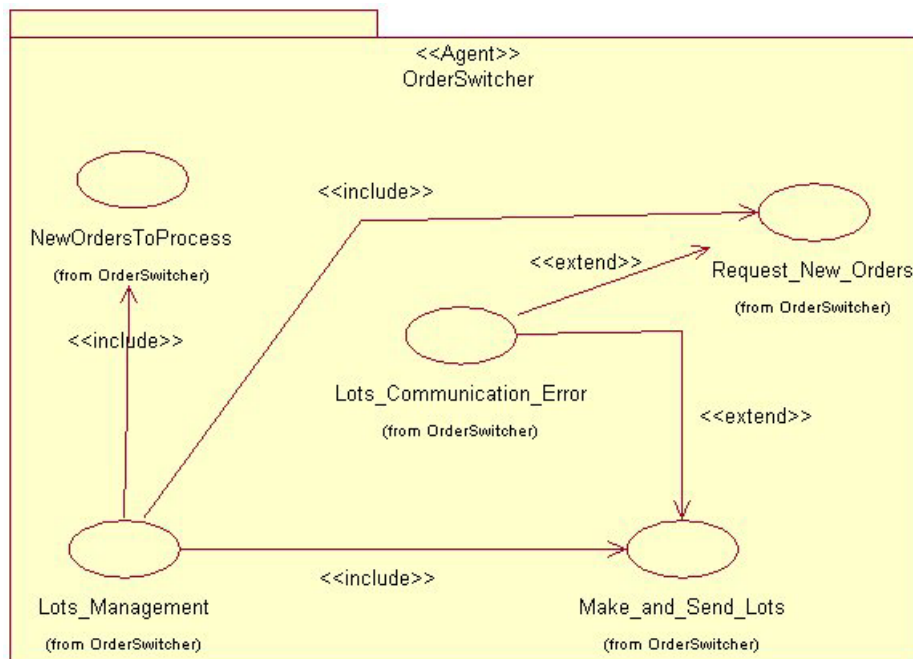 <<Agent>>
OrderSwitcher
<<include>>
NewOrdersToProcess
(from OrderSwitcher)
<<extend>>
Request_New_Orders
(from OrderSwitcher)
<<include>>
Lots_Communication_Error
(from OrderSwitcher)
<<extend>>
<<include>>
Lots_Management
(from OrderSwitcher)
Make_and_Send_Lots
(from OrderSwitcher)